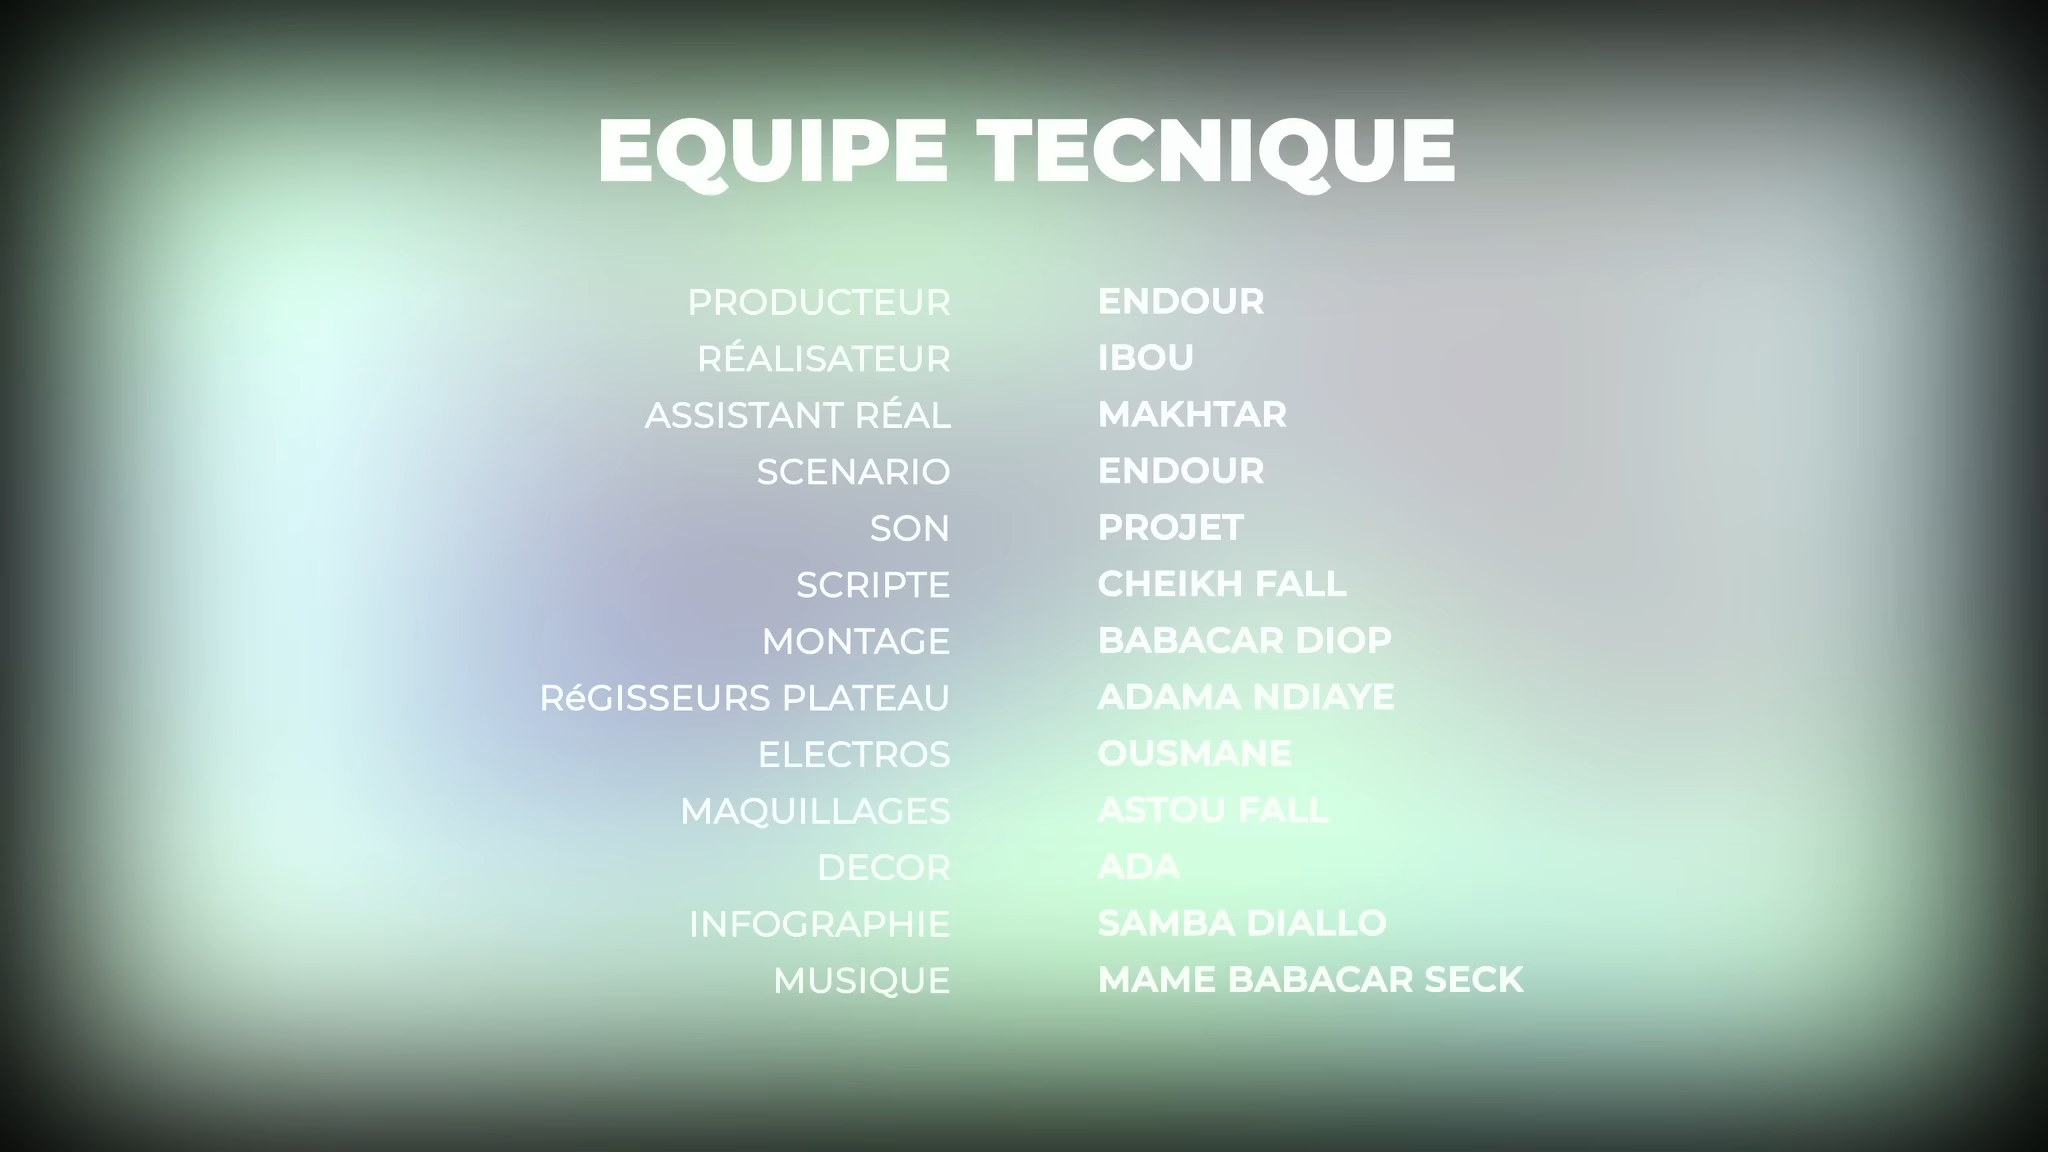 EQUIPE TECNIQUE
PRODUCTEUR ENDOUR
RÉALISATEUR IBOU
ASSISTANT RÉAL MAKHTAR
SCENARIO ENDOUR
SON PROJET
SCRIPTE CHEIKH FALL
MONTAGE BABACAR DIOP
RéGISSEURS PLATEAU ADAMA NDIAYE
ELECTROS OUSMANE
MAQUILLAGES ASTOU FALL
DECOR ADA
INFOGRAPHIE SAMBA DIALLO
MUSIQUE MAME BABACAR SECK